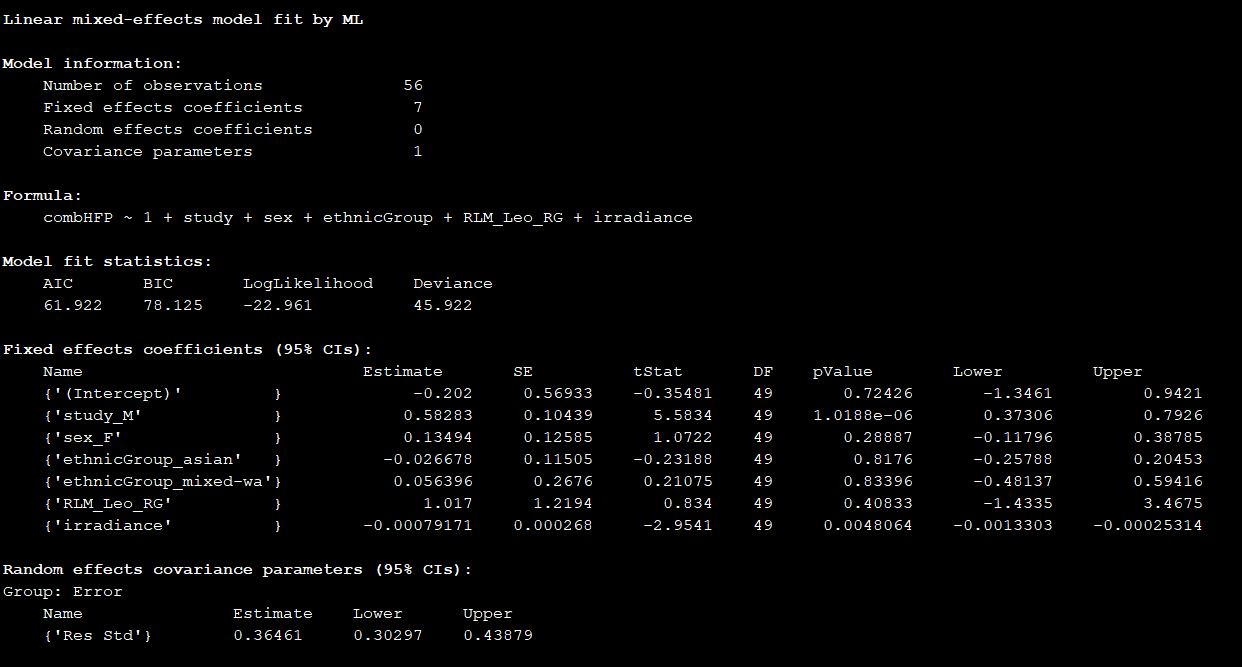 Linear mixed-effects model fit by ML
Model information:
Number of observations 56
Fixed effects coefficients 7
Random effects coefficients 0
Covariance parameters 1
Formula:
combHFP ~ 1 + study + sex + ethnicGroup + RLM_Leo_RG + irradiance
Model fit statistics:
AIC BIC LogLikelihood Deviance
61.922 78.125 -22.961 45.922
Fixed effects coefficients (95% CIs):
Name Estimate SE tStat DF pValue Lower Upper
{'(Intercept)' } -0.202 0.56933 -0.35481 49 0.72426 -1.3461 0.9421
{'study_M' } 0.58283 0.10439 5.5834 49 1.0188e-06 0.37306 0.7926
{'sex_F' } 0.13494 0.12585 1.0722 49 0.28887 -0.11796 0.38785
{'ethnicGroup_asian' } -0.026678 0.11505 -0.23188 49 0.8176 -0.25788 0.20453
{'ethnicGroup_mixed-wa'} 0.056396 0.2676 0.21075 49 0.83396 -0.48137 0.59416
{'RLM_Leo_RG' } 1.017 1.2194 0.834 49 0.40833 -1.4335 3.4675
{'irradiance' } -0.00079171 0.000268 -2.9541 49 0.0048064 -0.0013303 -0.00025314
Random effects covariance parameters (95% CIs):
Group: Error
Name Estimate Lower Upper
{'Res Std'} 0.36461 0.30297 0.43879